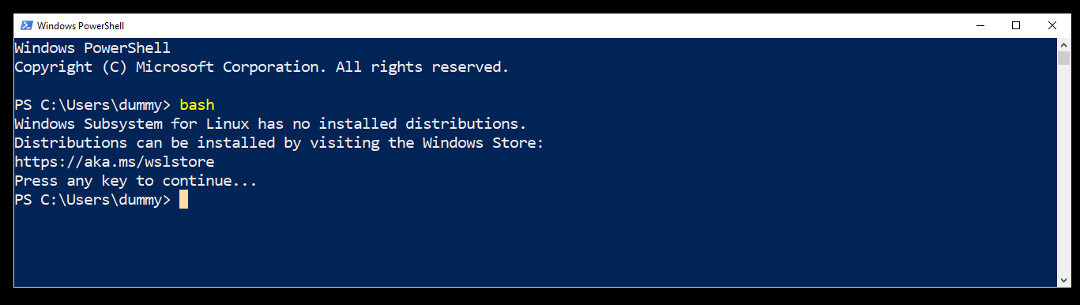 Windows PowerShell
Windows PowerShell
Copyright (C) Microsoft Corporation. All rights reserved.
PS C:\Users\dummy> bash
Windows Subsystem for Linux has no installed distributions.
Distributions can be installed by visiting the Windows Store:
https://aka.ms/wslstore
Press any key to continue...
PS C:\Users\dummy>